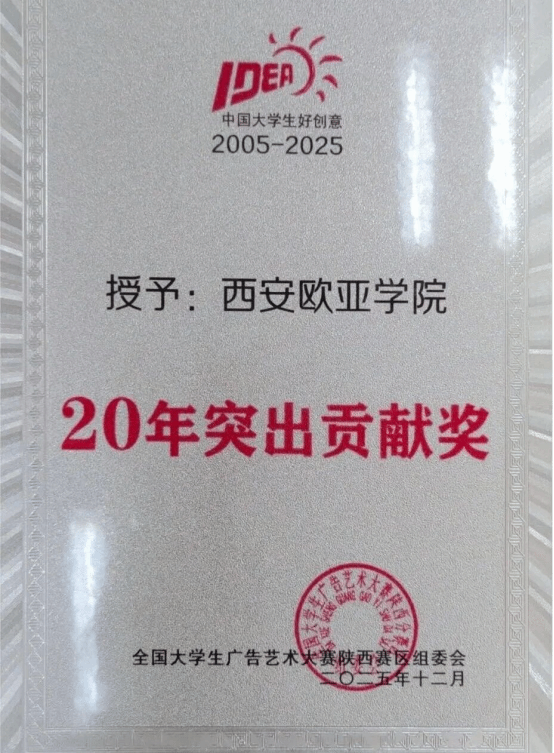 IDEA
中国大学生好创意
2005-2025
授予：西安欧亚学院
20年突出贡献奖
全国大学生广告艺术大赛陕西赛区组委会
二〇二五年十二月